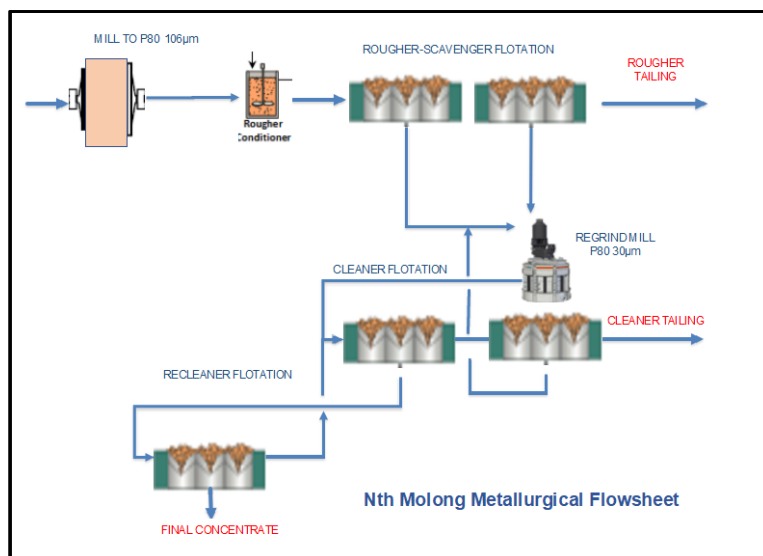 MILL TO P80 106µm
ROUGHER-SCAVENGER FLOTATION
ROUGHER
TAILING
Rougher
Conditioner
REGRIND MILL
P80 30µm
CLEANER FLOTATION
CLEANER TAILING
RECLEANER FLOTATION
Nth Molong Metallurgical Flowsheet
FINAL CONCENTRATE